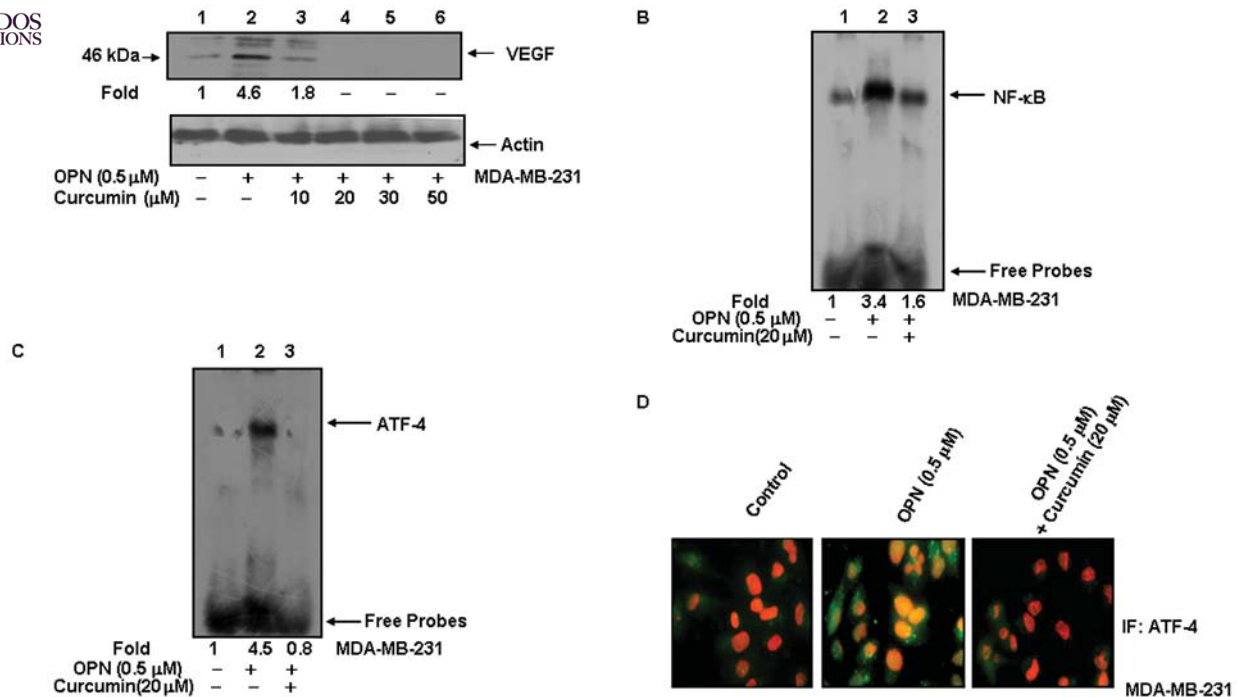 DOS
IONS
1 2 3 4 5 6
46 kDa
VEGF
Fold 1 4.6 1.8 – – –
Actin
OPN (0.5 µM) – + + + + + MDA-MB-231
Curcumin (µM) – – 10 20 30 50
B
1 2 3
NF-κB
Free Probes
Fold 1 3.4 1.6 MDA-MB-231
OPN (0.5 µM) – + +
Curcumin(20 µM) – – +
C
1 2 3
ATF-4
Free Probes
Fold 1 4.5 0.8 MDA-MB-231
OPN (0.5 µM) – + +
Curcumin(20 µM) – – +
D
Control
OPN (0.5 µM)
OPN (0.5 µM)
+ Curcumin (20 µM)
IF: ATF-4
MDA-MB-231